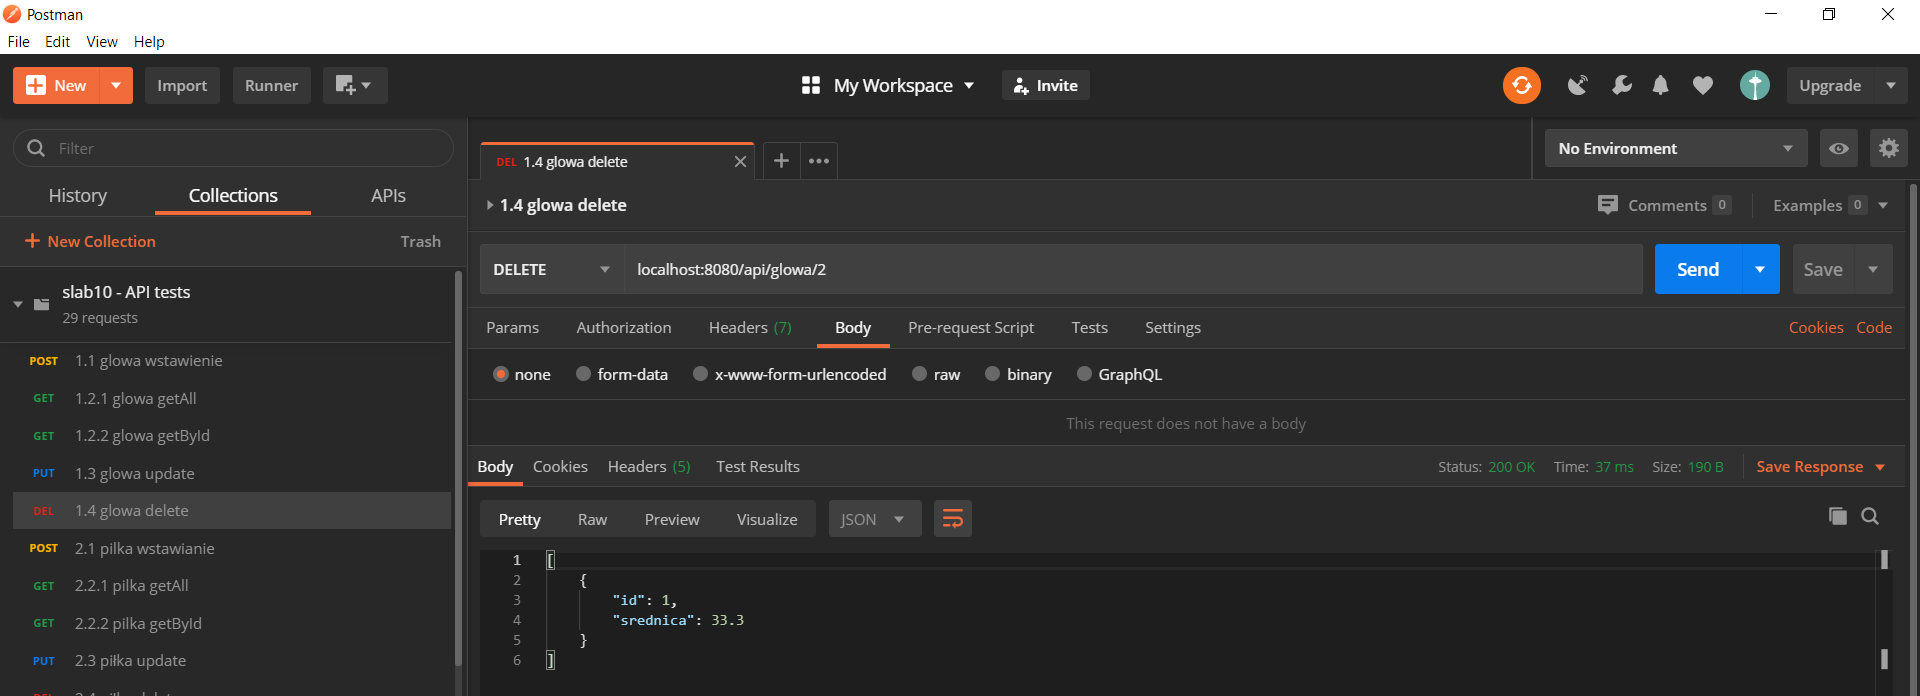 Postman
File Edit View Help
New Import Runner My Workspace Invite Upgrade
Filter
History Collections APIs
New Collection Trash
slab10 - API tests
29 requests
POST 1.1 glowa wstawienie
GET 1.2.1 glowa getAll
GET 1.2.2 glowa getById
PUT 1.3 glowa update
DEL 1.4 glowa delete
POST 2.1 pilka wstawianie
GET 2.2.1 pilka getAll
GET 2.2.2 pilka getById
PUT 2.3 piłka update
DEL 1.4 glowa delete
No Environment
1.4 glowa delete
Comments 0 Examples 0
DELETE localhost:8080/api/glowa/2 Send Save
Params Authorization Headers (7) Body Pre-request Script Tests Settings Cookies Code
none form-data x-www-form-urlencoded raw binary GraphQL
This request does not have a body
Body Cookies Headers (5) Test Results Status: 200 OK Time: 37 ms Size: 190 B Save Response
Pretty Raw Preview Visualize JSON
1 [
2 {
3 "id": 1,
4 "srednica": 33.3
5 }
6 ]